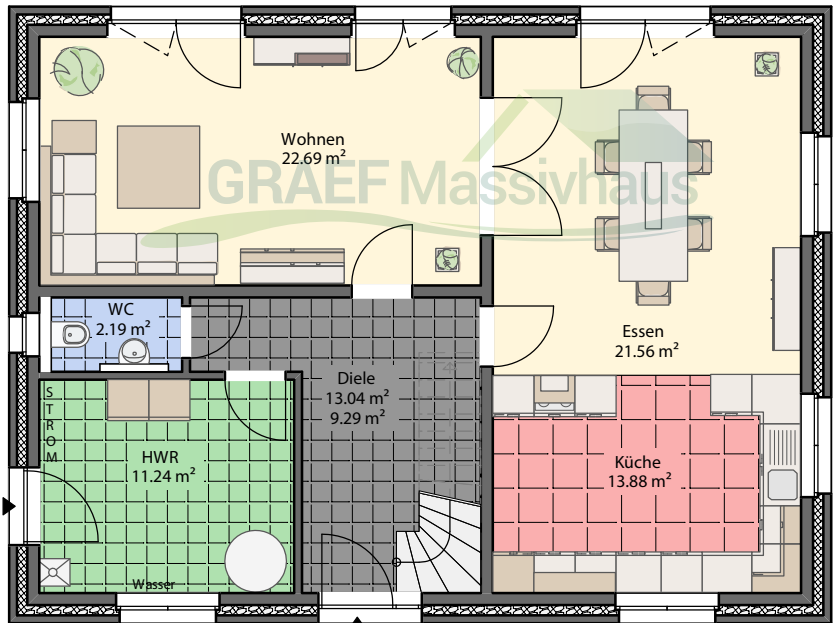 Wohnen
22.69 m²
GRAEF Massivhaus
WC
2.19 m²
Essen
21.56 m²
Diele
13.04 m²
9.29 m²
STROM
HWR
11.24 m²
Küche
13.88 m²
Wasser